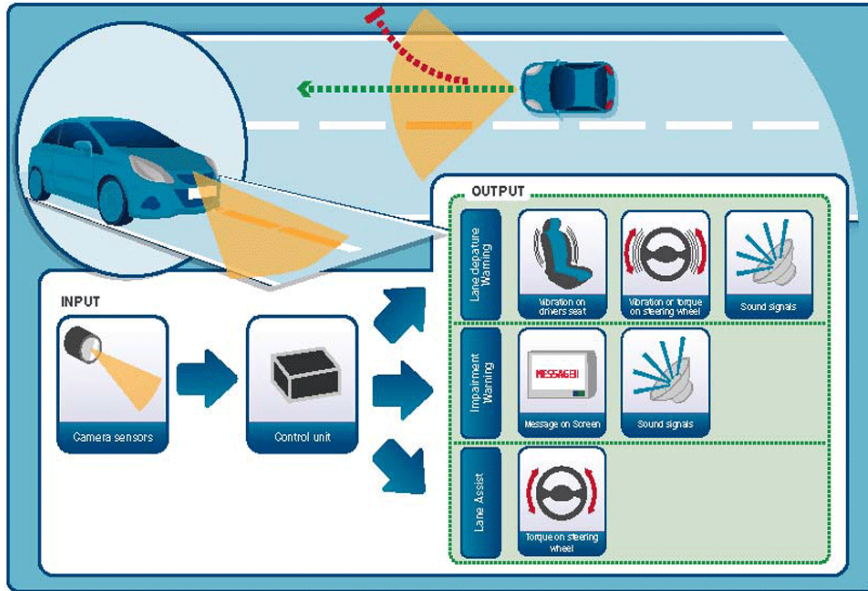 OUTPUT
Lane depature
Warning
Vibration on
drivers seat
Vibration or torque
on steering wheel
Sound signals
INPUT
Camera sensors
Control unit
Impairment
Warning
MESSAGE!!
Message on Screen
Sound signals
Lane Assist
Torque on steering
wheel